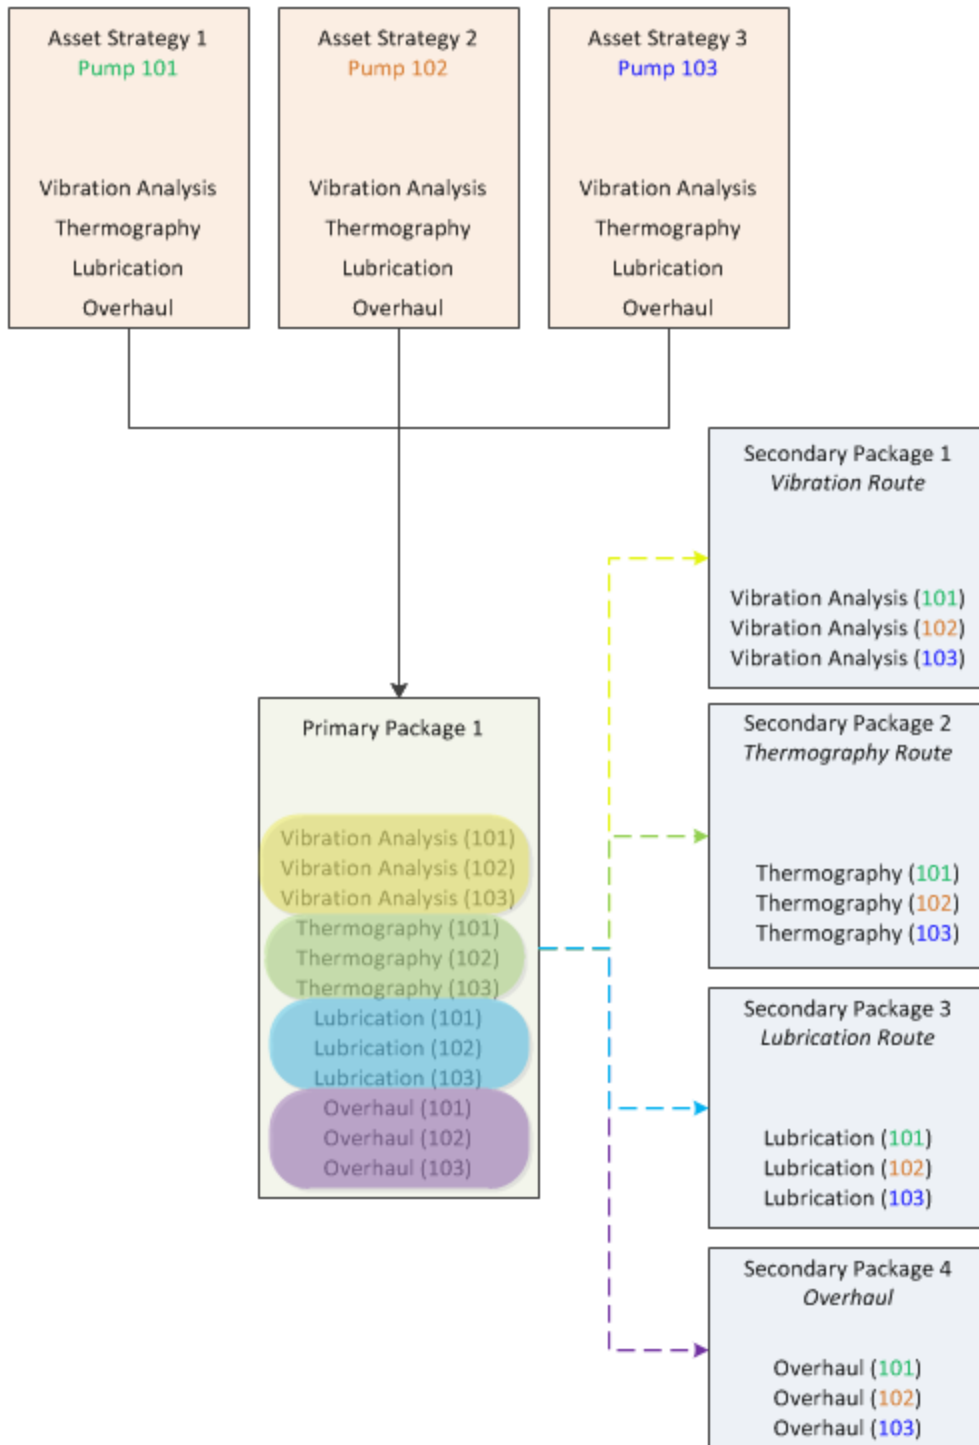 Asset Strategy 1
Pump 101
Vibration Analysis
Thermography
Lubrication
Overhaul
Asset Strategy 2
Pump 102
Vibration Analysis
Thermography
Lubrication
Overhaul
Asset Strategy 3
Pump 103
Vibration Analysis
Thermography
Lubrication
Overhaul
Primary Package 1
Vibration Analysis (101)
Vibration Analysis (102)
Vibration Analysis (103)
Thermography (101)
Thermography (102)
Thermography (103)
Lubrication (101)
Lubrication (102)
Lubrication (103)
Overhaul (101)
Overhaul (102)
Overhaul (103)
Secondary Package 1
Vibration Route
Vibration Analysis (101)
Vibration Analysis (102)
Vibration Analysis (103)
Secondary Package 2
Thermography Route
Thermography (101)
Thermography (102)
Thermography (103)
Secondary Package 3
Lubrication Route
Lubrication (101)
Lubrication (102)
Lubrication (103)
Secondary Package 4
Overhaul
Overhaul (101)
Overhaul (102)
Overhaul (103)